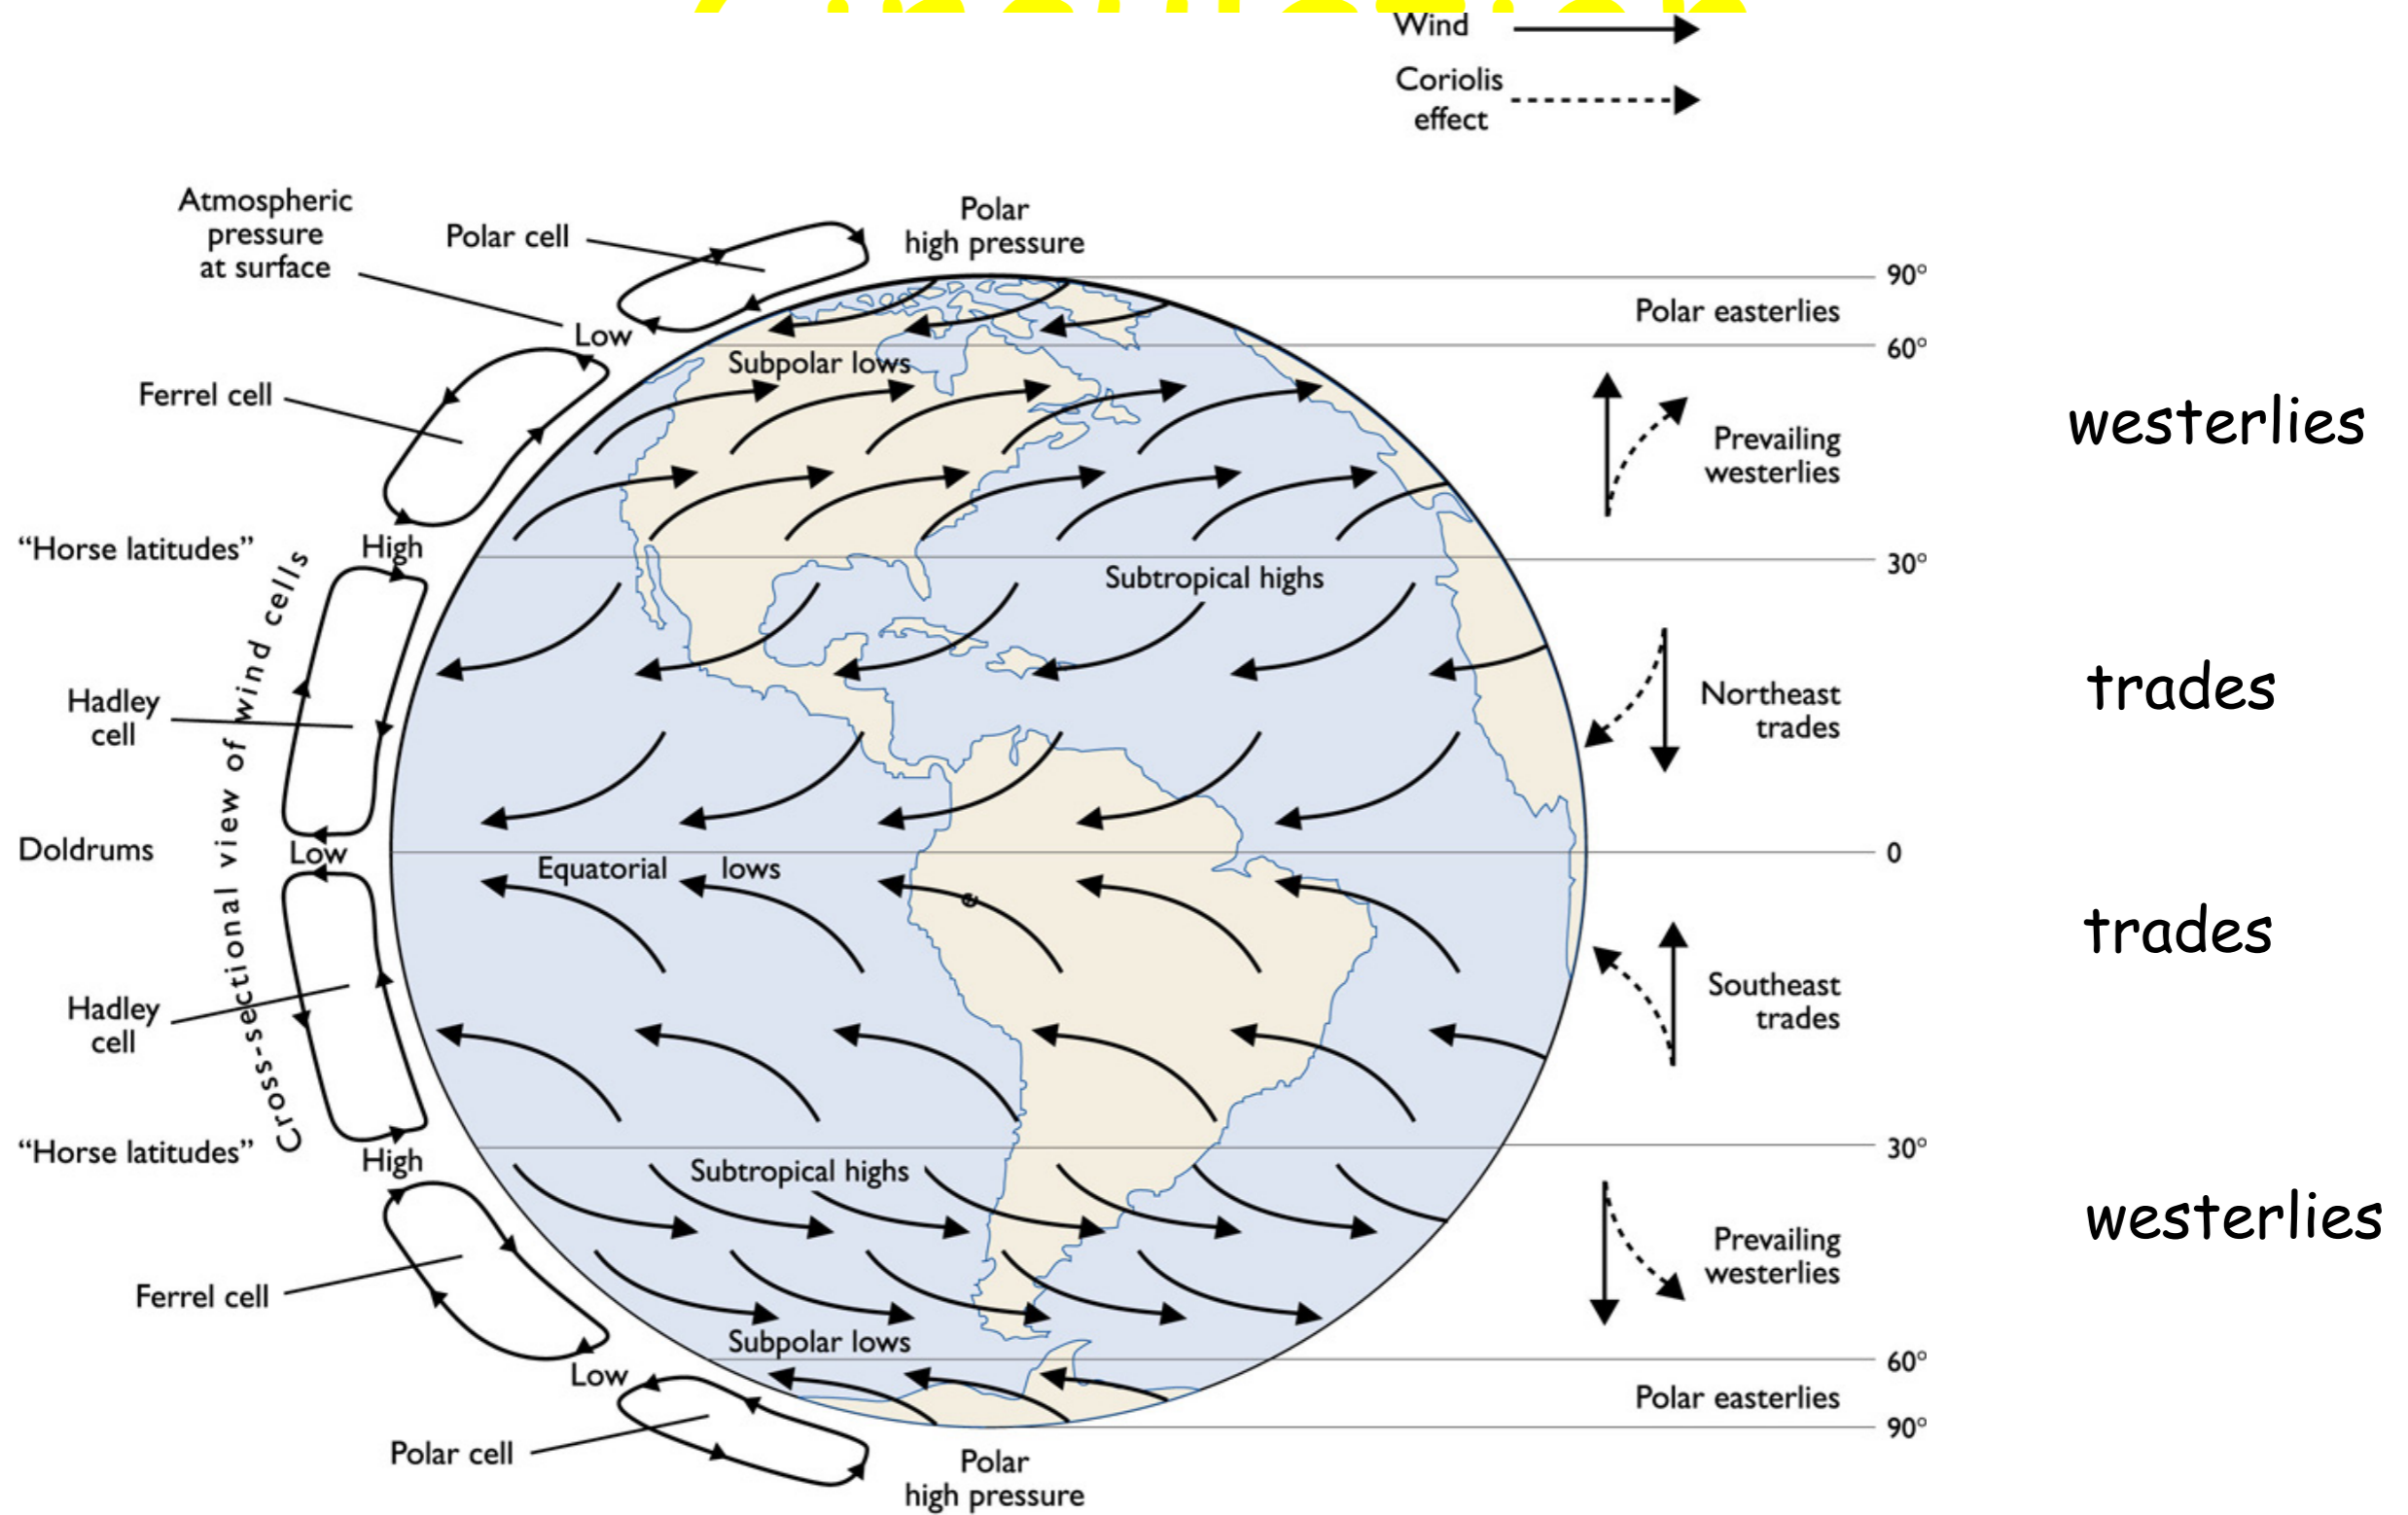 Wind
Coriolis
effect
Atmospheric
pressure
at surface
Polar cell
Polar
high pressure
90°
Polar easterlies
Low
60°
Subpolar lows
Ferrel cell
Prevailing
westerlies
westerlies
"Horse latitudes"
High
30°
Subtropical highs
Cross-sectional view of wind cells
Hadley
cell
Northeast
trades
trades
Doldrums
Low
0
Equatorial lows
trades
Hadley
cell
Southeast
trades
"Horse latitudes"
High
30°
Subtropical highs
westerlies
Prevailing
westerlies
Ferrel cell
Subpolar lows
Low
60°
Polar easterlies
90°
Polar cell
Polar
high pressure